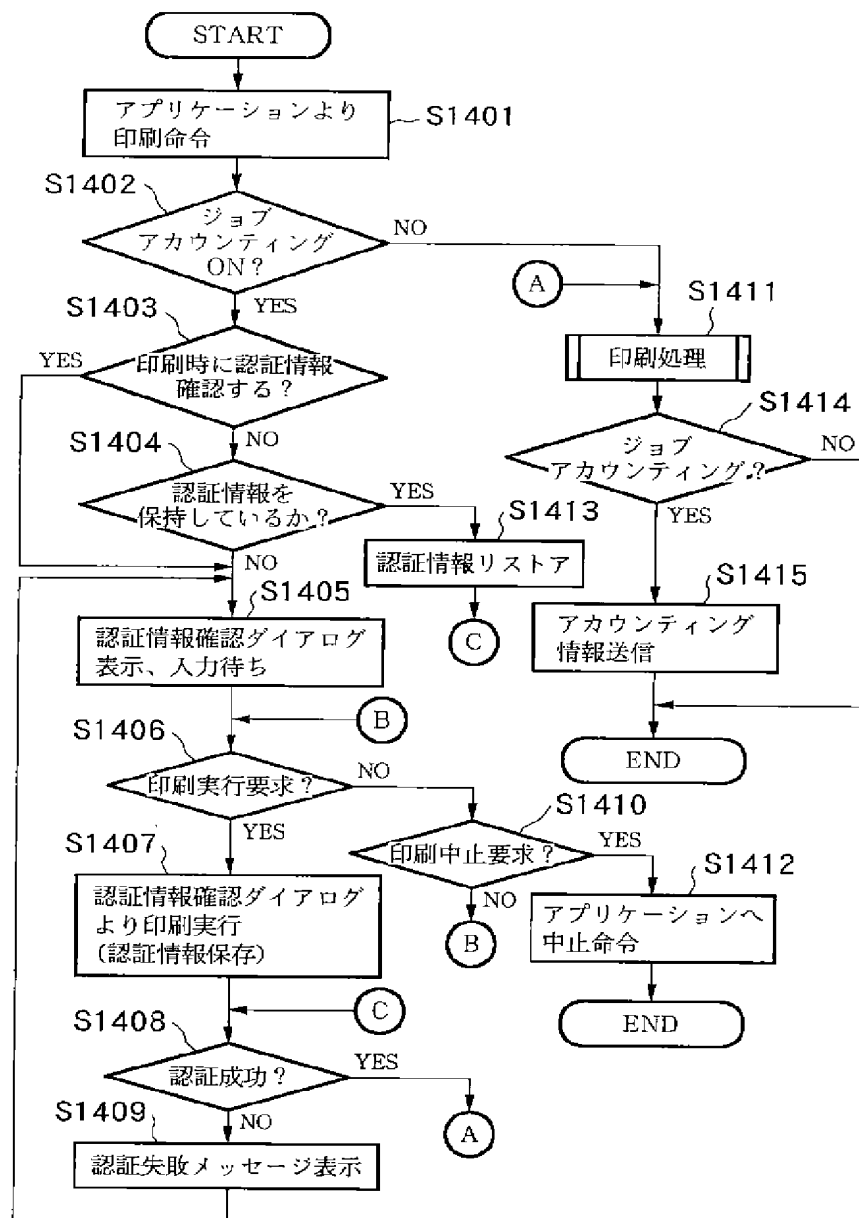 START
アプリケーションより
印刷命令
S1401
S1402
ジョブ
アカウンティング
ON?
NO
YES
A
S1411
印刷処理
S1403
YES
印刷時に認証情報
確認する?
NO
S1414
ジョブ
アカウンティング?
NO
YES
S1404
認証情報を
保持しているか?
YES
NO
S1413
認証情報リストア
C
S1415
アカウンティング
情報送信
END
S1405
認証情報確認ダイアログ
表示、入力待ち
B
S1406
印刷実行要求?
NO
YES
S1410
印刷中止要求?
YES
NO
B
S1412
アプリケーションへ
中止命令
END
S1407
認証情報確認ダイアログ
より印刷実行
(認証情報保存)
C
S1408
認証成功?
YES
NO
A
S1409
認証失敗メッセージ表示